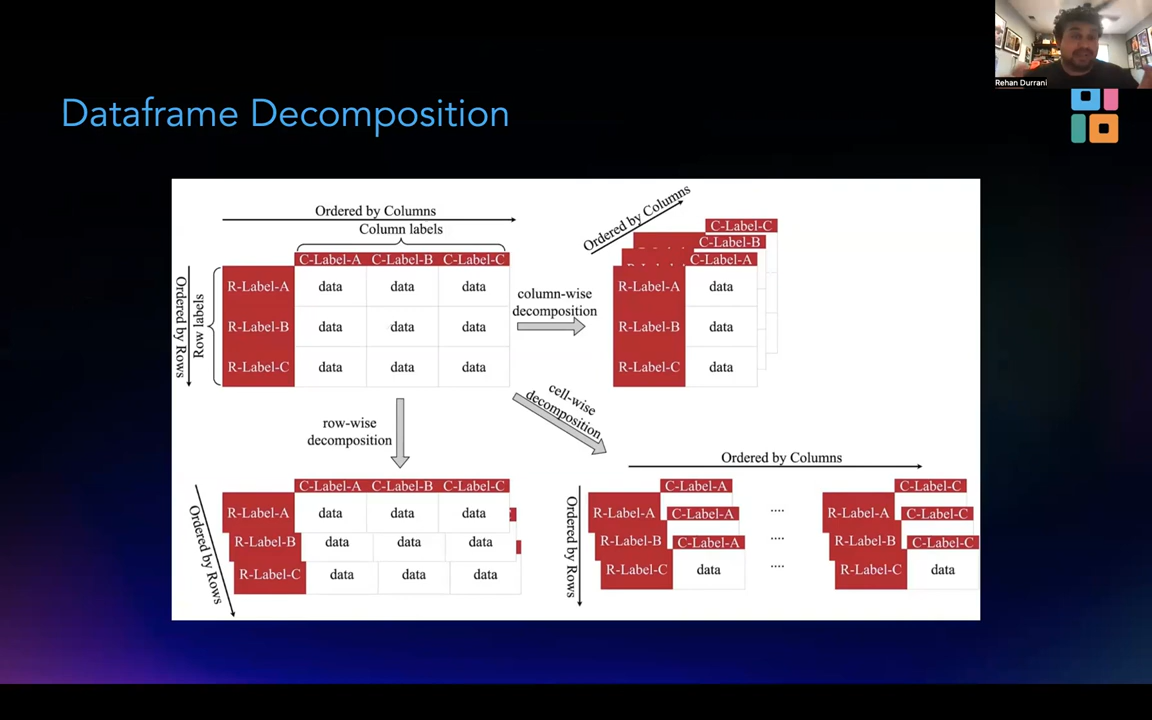 Rehan Durrani
Dataframe Decomposition
Ordered by Columns
Column labels
C-Label-A C-Label-B C-Label-C
Ordered by Rows
Row labels
R-Label-A data data data
R-Label-B data data data
R-Label-C data data data
column-wise
decomposition
Ordered by Columns
C-Label-C
C-Label-B
C-Label-A
R-Label-A data
R-Label-B data
R-Label-C data
row-wise
decomposition
cell-wise
decomposition
Ordered by Rows
C-Label-A C-Label-B C-Label-C
R-Label-A data data data
R-Label-B data data data
R-Label-C data data data
Ordered by Columns
Ordered by Rows
C-Label-A C-Label-C
R-Label-A C-Label-A .... R-Label-A C-Label-C
R-Label-B C-Label-A .... R-Label-B C-Label-C
R-Label-C data .... R-Label-C data